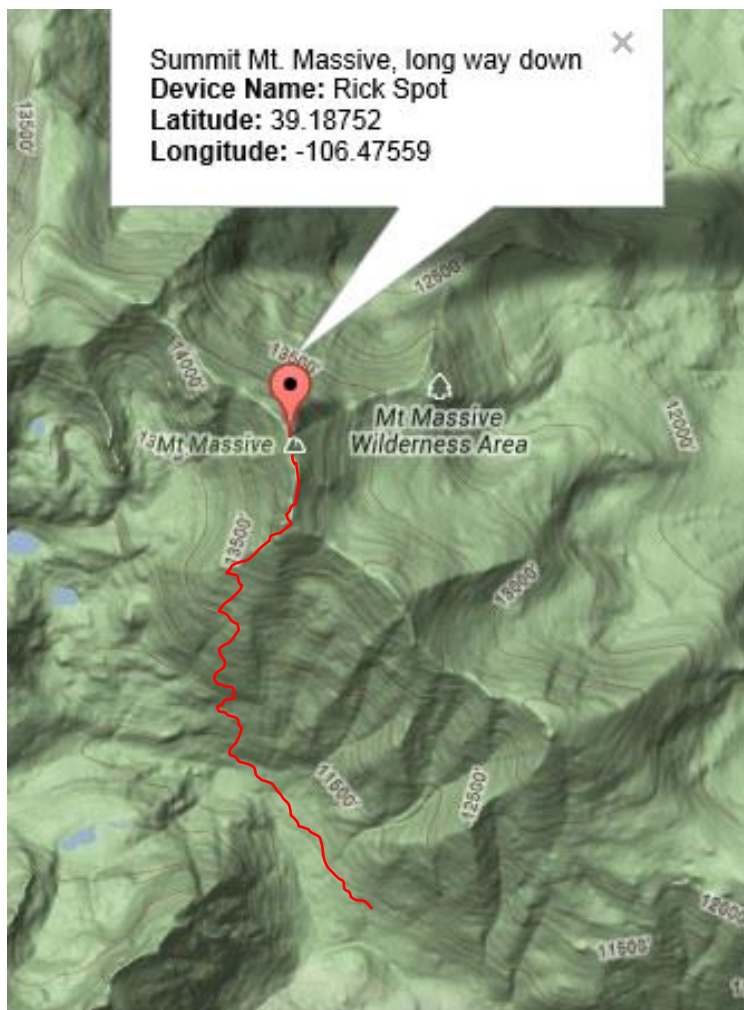 Summit Mt. Massive, long way down
Device Name: Rick Spot
Latitude: 39.18752
Longitude: -106.47559
13500'
12500'
14000'
Mt Massive
Mt Massive
Wilderness Area
12000'
13500'
13000'
11500'
12500'
12000'
11500'